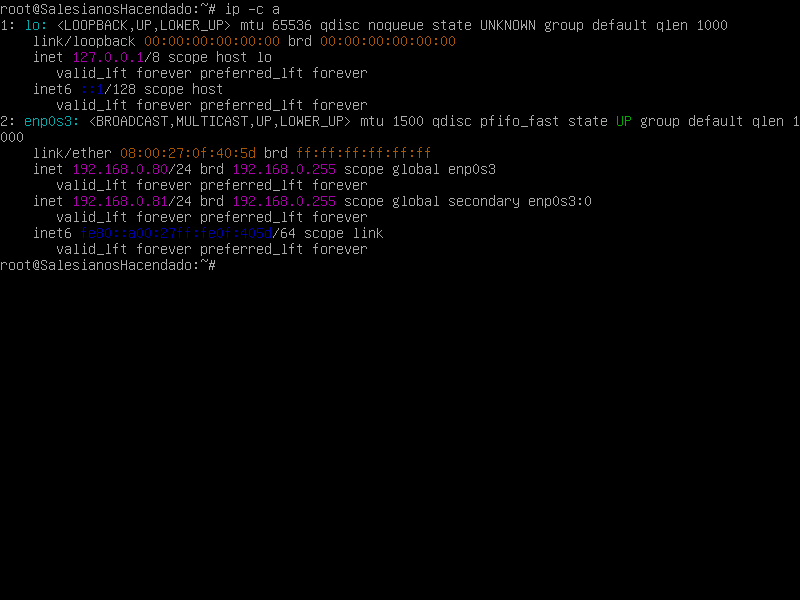 root@SalesianosHacendado:~# ip -c a
1: lo: <LOOPBACK,UP,LOWER_UP> mtu 65536 qdisc noqueue state UNKNOWN group default qlen 1000
    link/loopback 00:00:00:00:00:00 brd 00:00:00:00:00:00
    inet 127.0.0.1/8 scope host lo
       valid_lft forever preferred_lft forever
    inet6 ::1/128 scope host
       valid_lft forever preferred_lft forever
2: enp0s3: <BROADCAST,MULTICAST,UP,LOWER_UP> mtu 1500 qdisc pfifo_fast state UP group default qlen 1
000
    link/ether 08:00:27:0f:40:5d brd ff:ff:ff:ff:ff:ff
    inet 192.168.0.80/24 brd 192.168.0.255 scope global enp0s3
       valid_lft forever preferred_lft forever
    inet 192.168.0.81/24 brd 192.168.0.255 scope global secondary enp0s3:0
       valid_lft forever preferred_lft forever
    inet6 fe80::a00:27ff:fe0f:405d/64 scope link
       valid_lft forever preferred_lft forever
root@SalesianosHacendado:~#